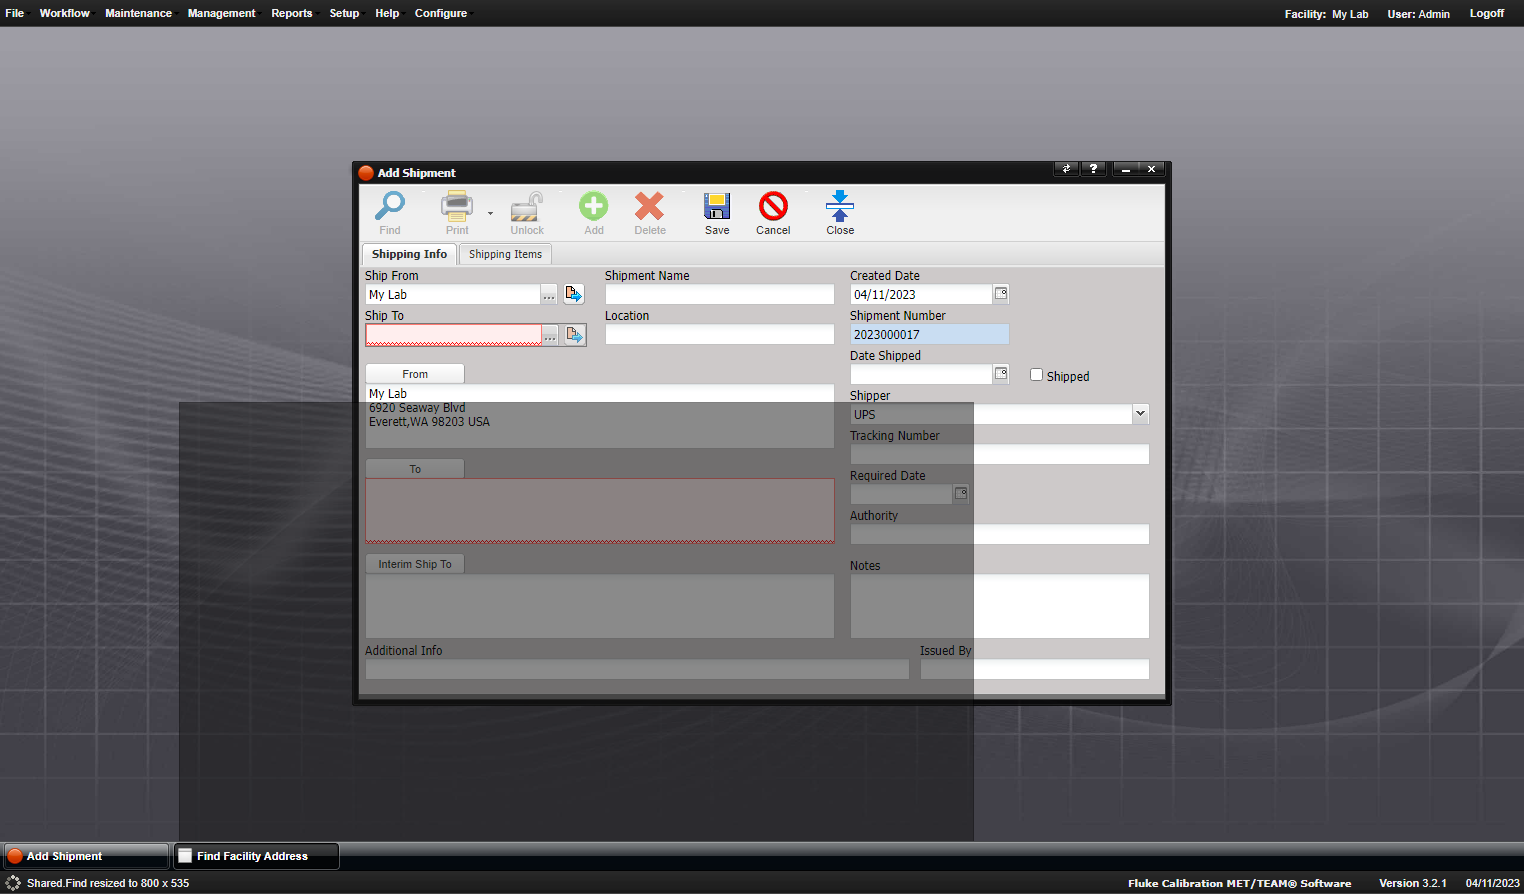 File Workflow Maintenance Management Reports Setup Help Configure Facility: My Lab User: Admin Logoff
Add Shipment ?
Find Print Unlock Add Delete Save Cancel Close
Shipping Info Shipping Items
Ship From Shipment Name Created Date
My Lab ... 04/11/2023
Ship To Location Shipment Number
... 2023000017
Date Shipped
From Shipped
My Lab Shipper
6920 Seaway Blvd UPS
Everett,WA 98203 USA
Tracking Number
To Required Date
Authority
Interim Ship To Notes
Additional Info Issued By
Add Shipment Find Facility Address
Shared.Find resized to 800 x 535 Fluke Calibration MET/TEAM® Software Version 3.2.1 04/11/2023